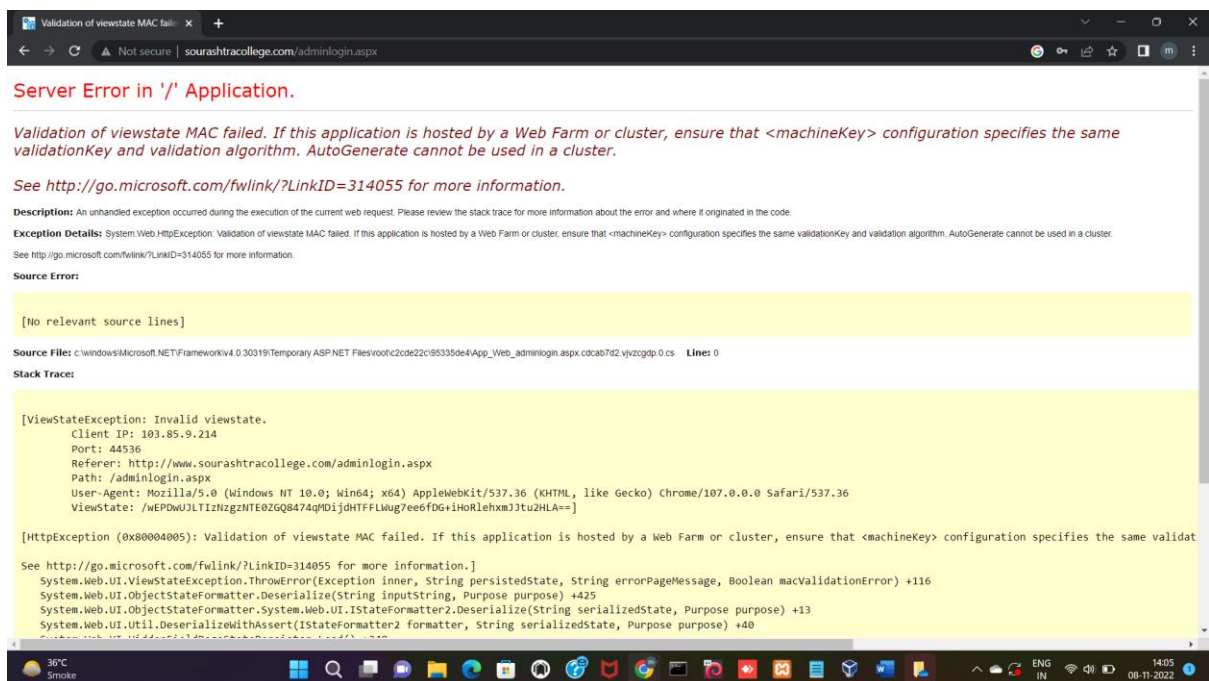 Validation of viewstate MAC faile
Not secure | sourashtracollege.com/adminlogin.aspx
m
Server Error in '/' Application.
Validation of viewstate MAC failed. If this application is hosted by a Web Farm or cluster, ensure that <machineKey> configuration specifies the same
validationKey and validation algorithm. AutoGenerate cannot be used in a cluster.
See http://go.microsoft.com/fwlink/?LinkID=314055 for more information.
Description: An unhandled exception occurred during the execution of the current web request. Please review the stack trace for more information about the error and where it originated in the code.
Exception Details: System.Web.HttpException: Validation of viewstate MAC failed. If this application is hosted by a Web Farm or cluster, ensure that <machineKey> configuration specifies the same validationKey and validation algorithm. AutoGenerate cannot be used in a cluster.
See http://go.microsoft.com/fwlink/?LinkID=314055 for more information.
Source Error:
[No relevant source lines]
Source File: c:\windows\Microsoft.NET\Framework\v4.0.30319\Temporary ASP.NET Files\root\c2cde22c\95335de4\App_Web_adminlogin.aspx.cdcab7d2.vjvzcgdp.0.cs Line: 0
Stack Trace:
[ViewStateException: Invalid viewstate.
Client IP: 103.85.9.214
Port: 44536
Referer: http://www.sourashtracollege.com/adminlogin.aspx
Path: /adminlogin.aspx
User-Agent: Mozilla/5.0 (Windows NT 10.0; Win64; x64) AppleWebKit/537.36 (KHTML, like Gecko) Chrome/107.0.0.0 Safari/537.36
ViewState: /wEPDwUJLTIzNzgzNTE0ZGQ8474qMDijdHTFFLWug7ee6fDG+iHoRlehxmJJtu2HLA==]
[HttpException (0x80004005): Validation of viewstate MAC failed. If this application is hosted by a Web Farm or cluster, ensure that <machineKey> configuration specifies the same validat
See http://go.microsoft.com/fwlink/?LinkID=314055 for more information.]
System.Web.UI.ViewStateException.ThrowError(Exception inner, String persistedState, String errorPageMessage, Boolean macValidationError) +116
System.Web.UI.ObjectStateFormatter.Deserialize(String inputString, Purpose purpose) +425
System.Web.UI.ObjectStateFormatter.System.Web.UI.IStateFormatter2.Deserialize(String serializedState, Purpose purpose) +13
System.Web.UI.Util.DeserializeWithAssert(IStateFormatter2 formatter, String serializedState, Purpose purpose) +40
36°C
Smoke
ENG
IN
14:05
08-11-2022